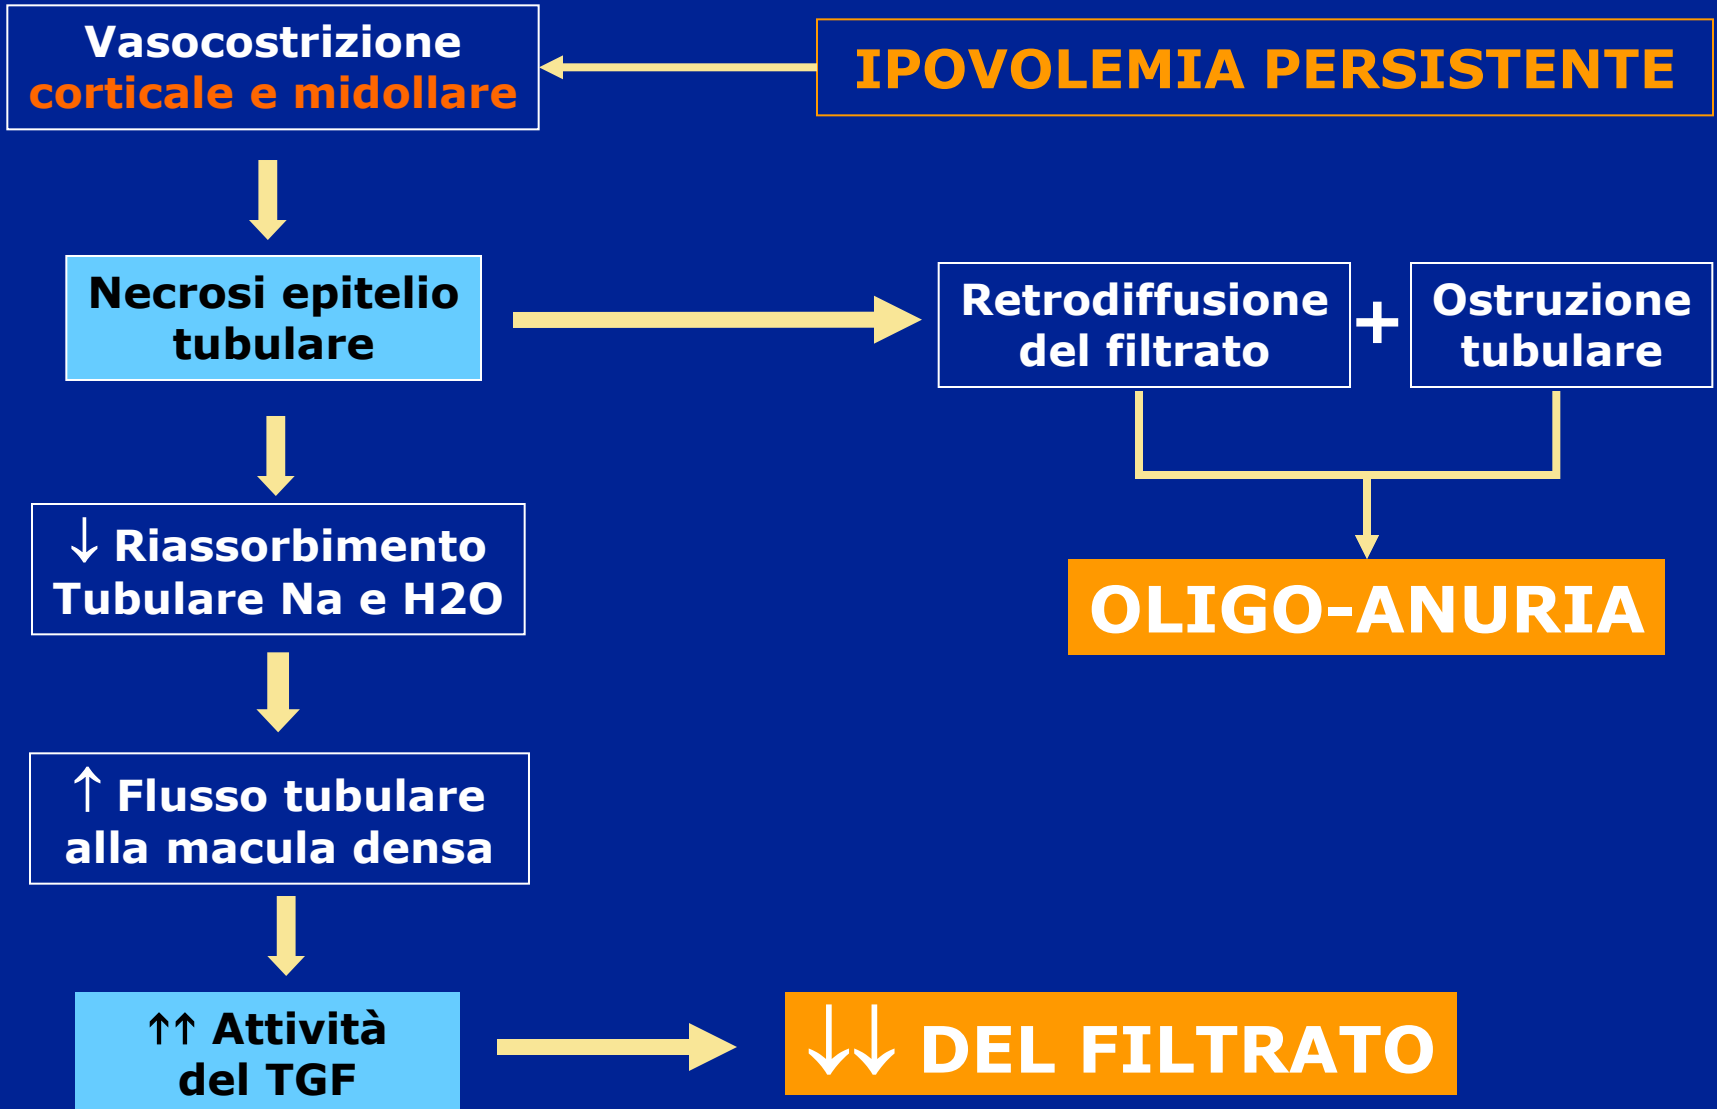 Vasocostrizione
corticale e midollare
IPOVOLEMIA PERSISTENTE
Necrosi epitelio
tubulare
Retrodiffusione
del filtrato
+
Ostruzione
tubulare
↓ Riassorbimento
Tubulare Na e H2O
OLIGO-ANURIA
↑ Flusso tubulare
alla macula densa
↑↑ Attività
del TGF
↓↓ DEL FILTRATO